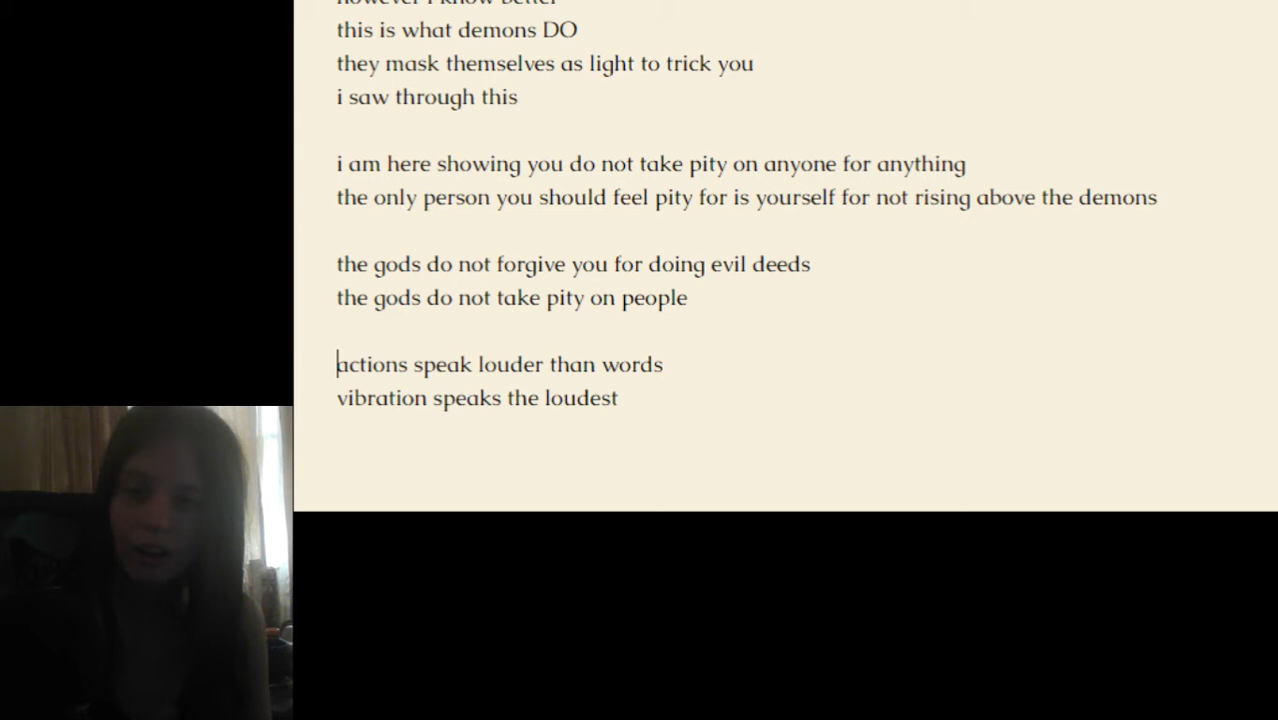 however i know better
this is what demons DO
they mask themselves as light to trick you
i saw through this
i am here showing you do not take pity on anyone for anything
the only person you should feel pity for is yourself for not rising above the demons
the gods do not forgive you for doing evil deeds
the gods do not take pity on people
actions speak louder than words
vibration speaks the loudest